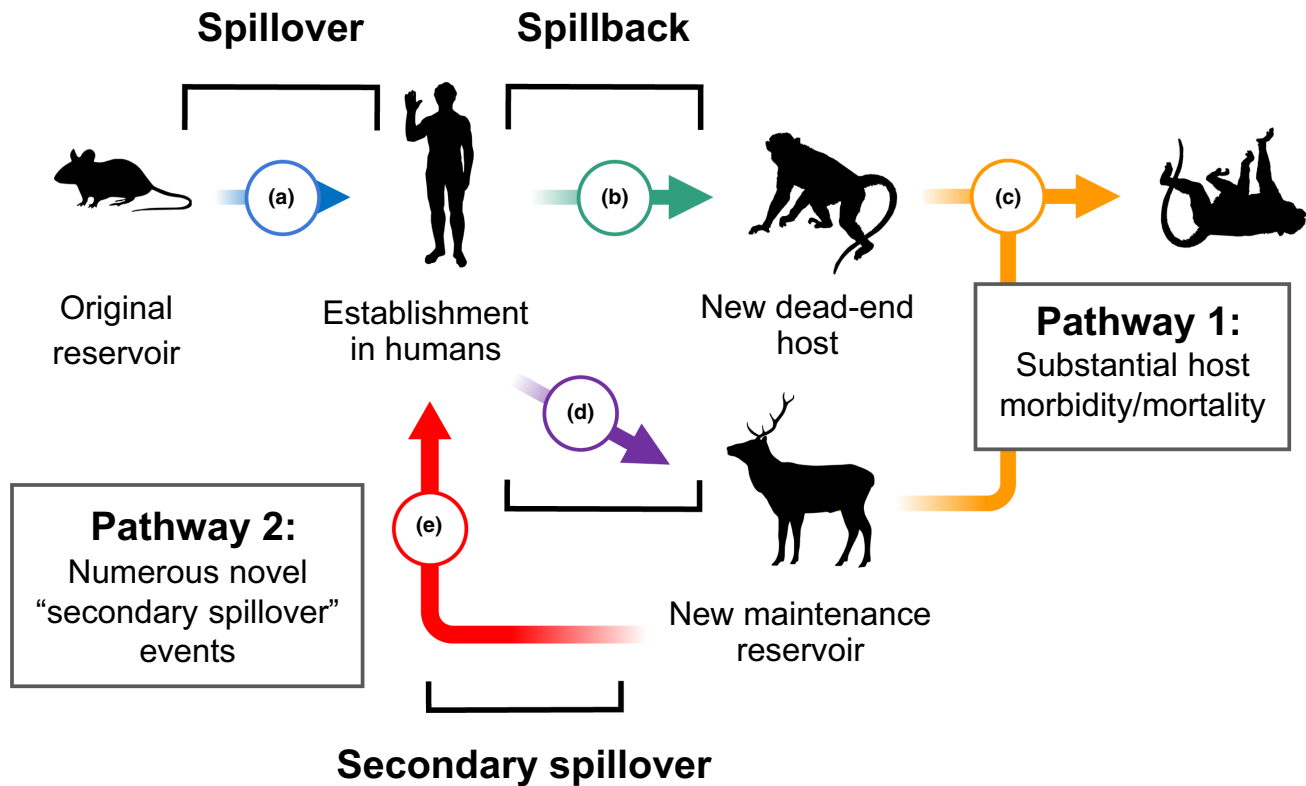 Spillover
Spillback
(a)
(b)
(c)
Original
reservoir
Establishment
in humans
New dead-end
host
Pathway 1:
Substantial host
morbidity/mortality
(d)
(e)
Pathway 2:
Numerous novel
“secondary spillover”
events
New maintenance
reservoir
Secondary spillover